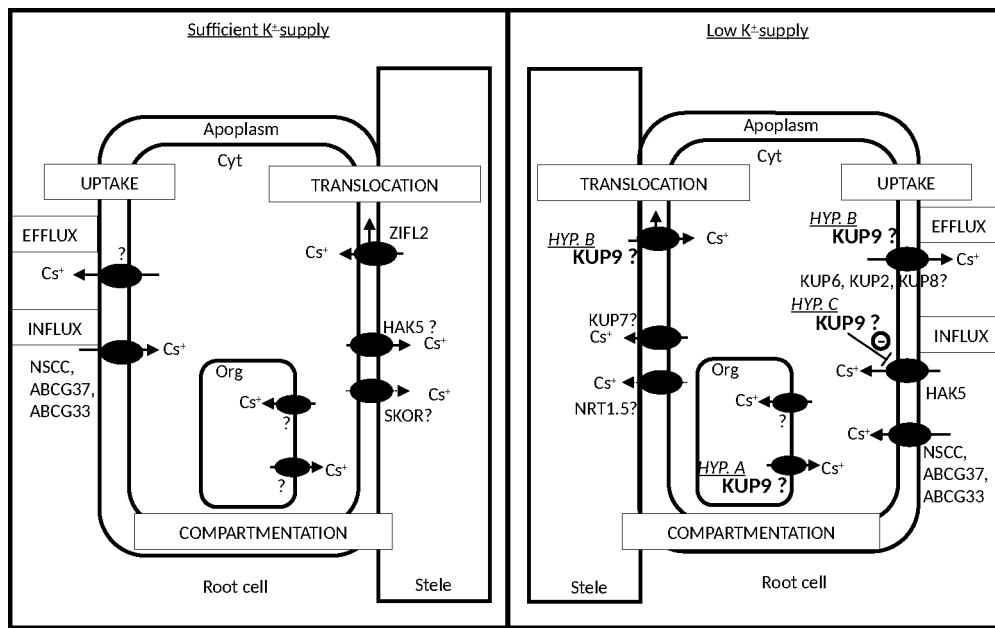 Sufficient K⁺ supply
Apoplasm
Cyt
UPTAKE
TRANSLOCATION
EFFLUX
?
ZIFL2
Cs⁺
Cs⁺
INFLUX
HAK5 ?
Cs⁺
Cs⁺
NSCC,
ABCG37,
ABCG33
Org
Cs⁺
?
Cs⁺
SKOR?
Cs⁺
?
COMPARTMENTATION
Root cell
Stele
Low K⁺ supply
Apoplasm
Cyt
TRANSLOCATION
UPTAKE
HYP. B
KUP9 ?
Cs⁺
HYP. B
KUP9 ?
EFFLUX
Cs⁺
KUP6, KUP2, KUP8?
HYP. C
KUP9 ?
KUP7?
Cs⁺
INFLUX
Cs⁺
NRT1.5?
Org
Cs⁺
?
Cs⁺
HAK5
Cs⁺
HYP. A
KUP9 ?
Cs⁺
NSCC,
ABCG37,
ABCG33
COMPARTMENTATION
Root cell
Stele